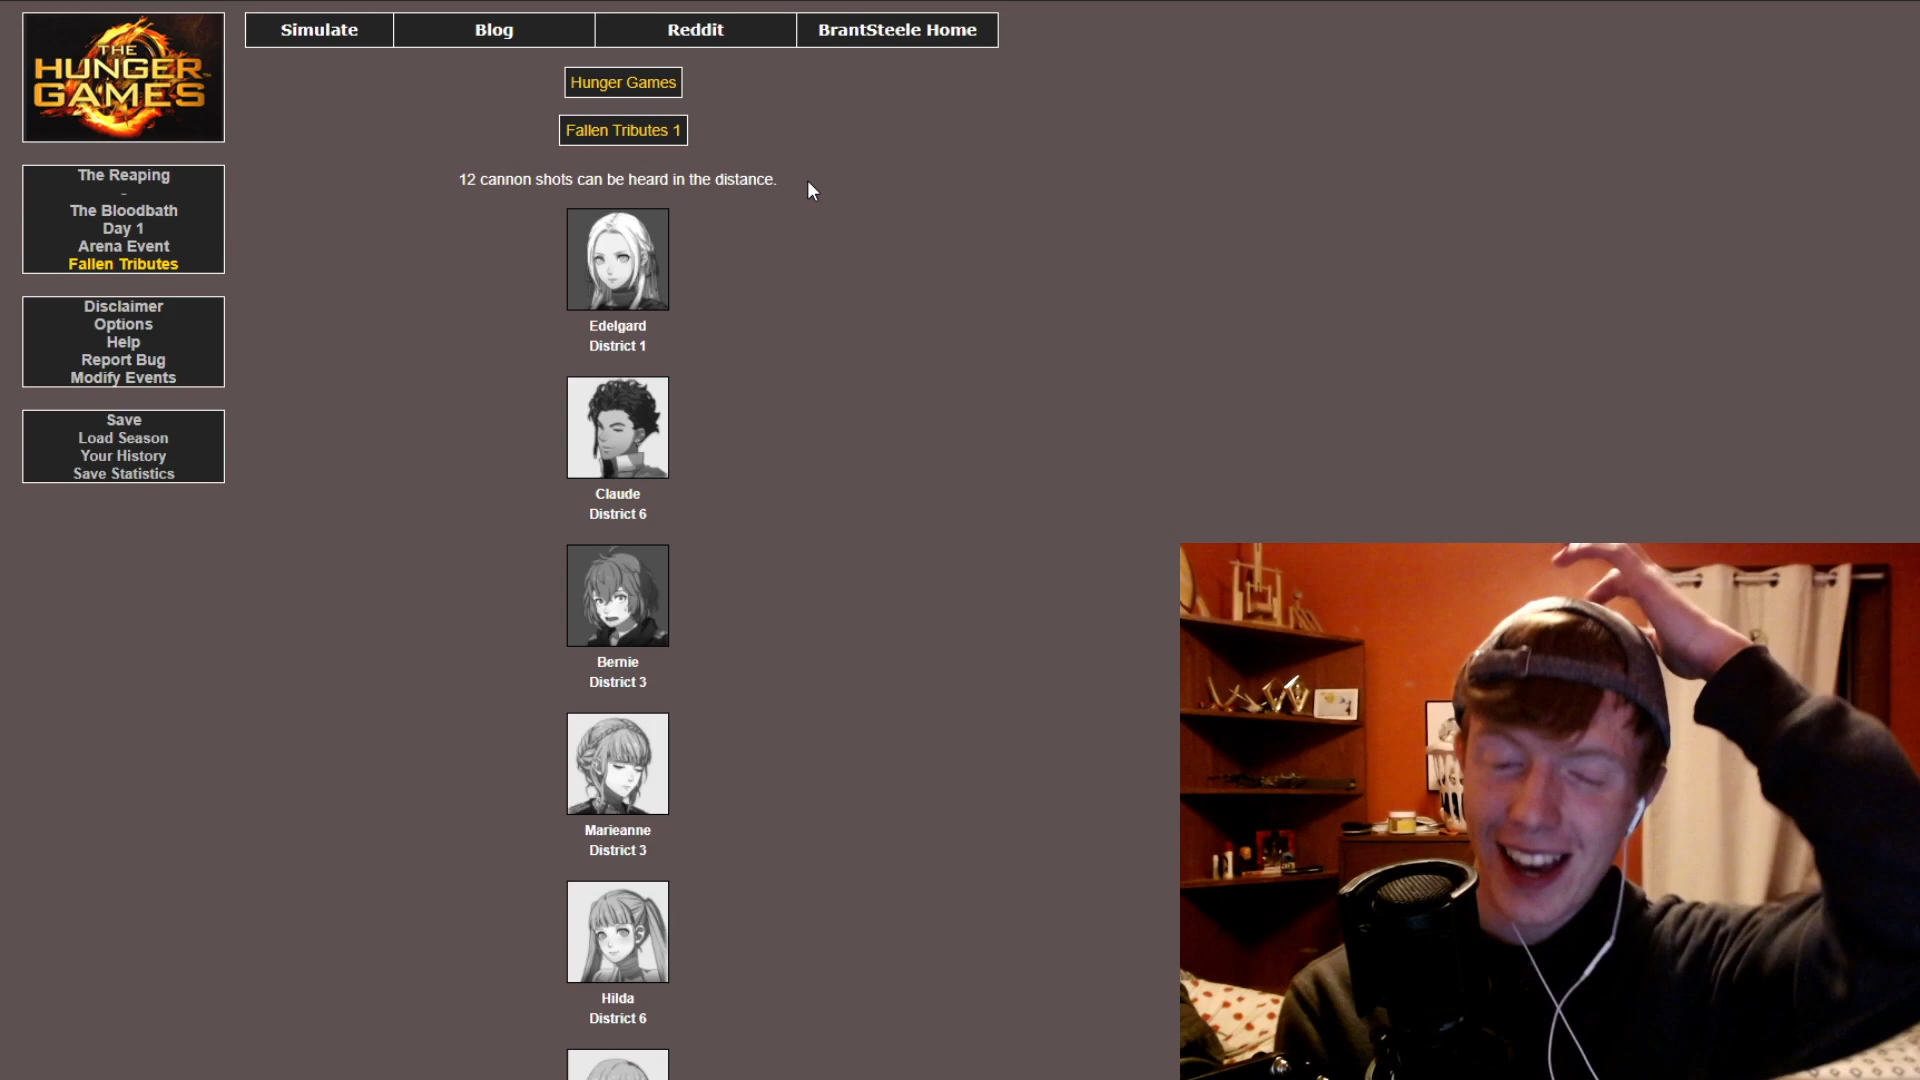 THE
HUNGER
GAMES
Simulate
Blog
Reddit
BrantSteele Home
The Reaping
-
The Bloodbath
Day 1
Arena Event
Fallen Tributes
Disclaimer
Options
Help
Report Bug
Modify Events
Save
Load Season
Your History
Save Statistics
Hunger Games
Fallen Tributes 1
12 cannon shots can be heard in the distance.
Edelgard
District 1
Claude
District 6
Bernie
District 3
Marieanne
District 3
Hilda
District 6